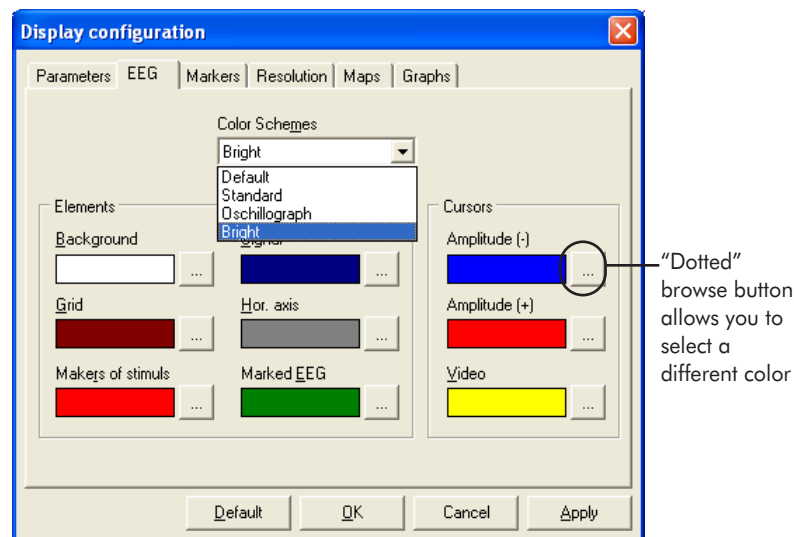 Display configuration
Parameters EEG Markers Resolution Maps Graphs
Color Schemes
Bright
Default
Standard
Oschillograph
Bright
Elements
Background
...
Signal
...
Grid
...
Hor. axis
...
Makers of stimuls
...
Marked EEG
...
Cursors
Amplitude (-)
...
Amplitude (+)
...
Video
...
"Dotted"
browse button
allows you to
select a
different color
Default OK Cancel Apply